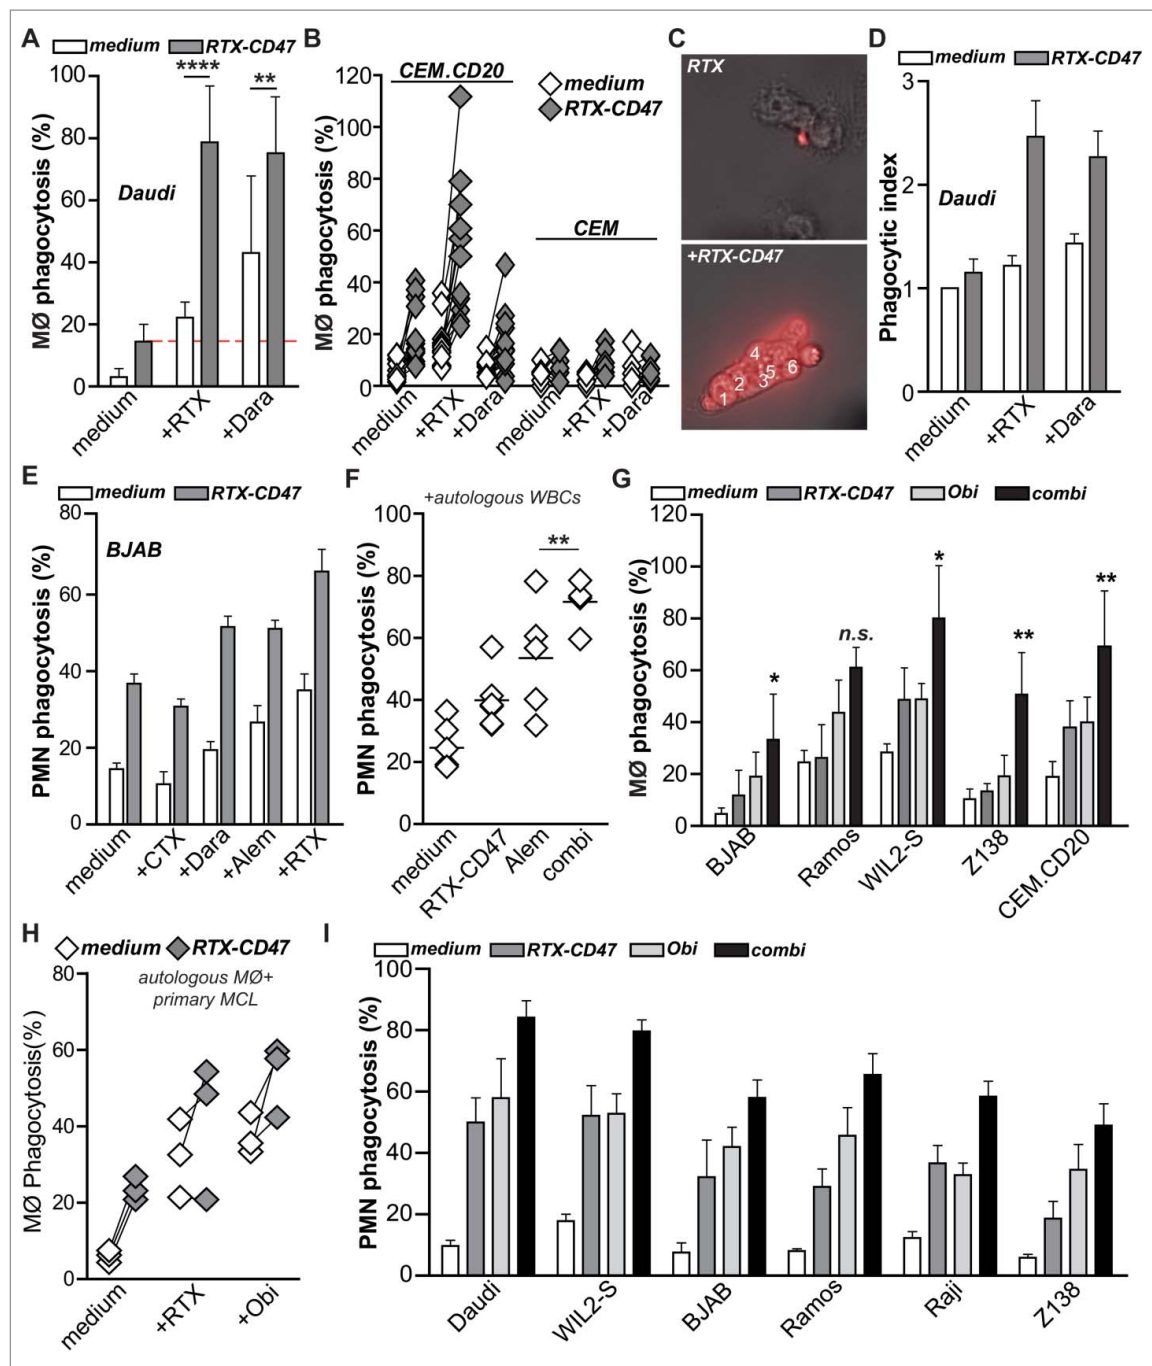 A
medium RTX-CD47
MØ phagocytosis (%)
100
80
60
40
20
0
**** **
Daudi
medium +RTX +Dara
B
CEM.CD20
medium
RTX-CD47
CEM
MØ phagocytosis (%)
120
100
80
60
40
20
0
medium +RTX +Dara medium +RTX +Dara
C
RTX
+RTX-CD47
1 2 3 4 5 6
D
medium RTX-CD47
Phagocytic index
3
2
1
0
Daudi
medium +RTX +Dara
E
medium RTX-CD47
BJAB
PMN phagocytosis (%)
80
60
40
20
0
medium +CTX +Dara +Alem +RTX
F
+autologous WBCs
PMN phagocytosis (%)
100
80
60
40
20
0
**
medium RTX-CD47 Alem combi
G
medium RTX-CD47 Obi combi
MØ phagocytosis (%)
120
100
80
60
40
20
0
* n.s. * ** **
BJAB Ramos WIL2-S Z138 CEM.CD20
H
medium RTX-CD47
autologous MØ+
primary MCL
MØ Phagocytosis(%)
80
60
40
20
0
medium +RTX +Obi
I
medium RTX-CD47 Obi combi
PMN phagocytosis (%)
100
80
60
40
20
0
Daudi WIL2-S BJAB Ramos Raji Z138